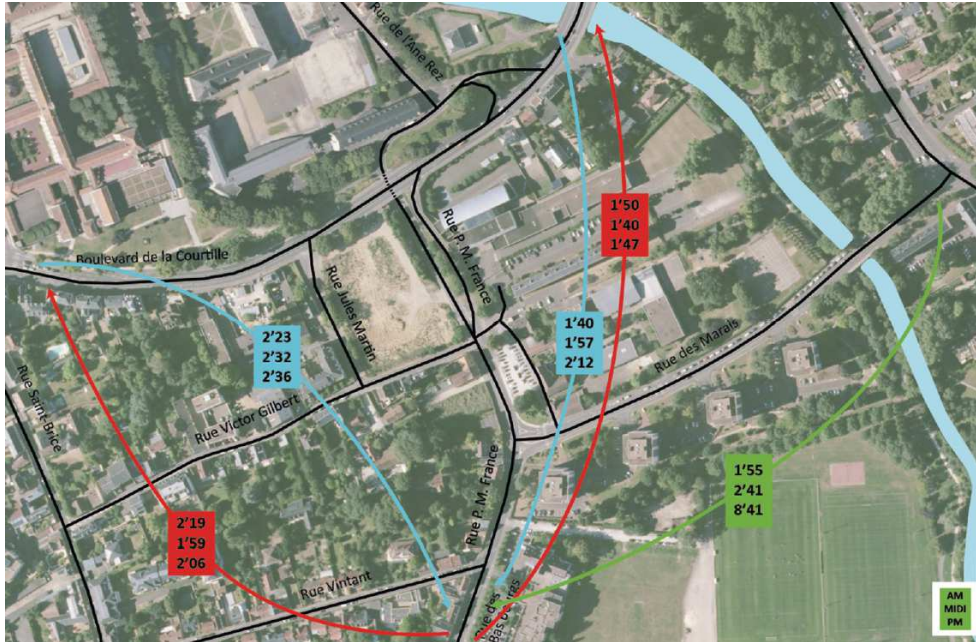 Rue de l'Ane Rez
Boulevard de la Courtille
Rue P. M. France
1'50
1'40
1'47
Rue Jules Martin
2'23
2'32
2'36
1'40
1'57
2'12
Rue des Marais
Rue Saint-Brice
Rue Victor Gilbert
Rue P. M. France
1'55
2'41
8'41
2'19
1'59
2'06
Rue Vintant
Rue des
AM
MIDI
PM